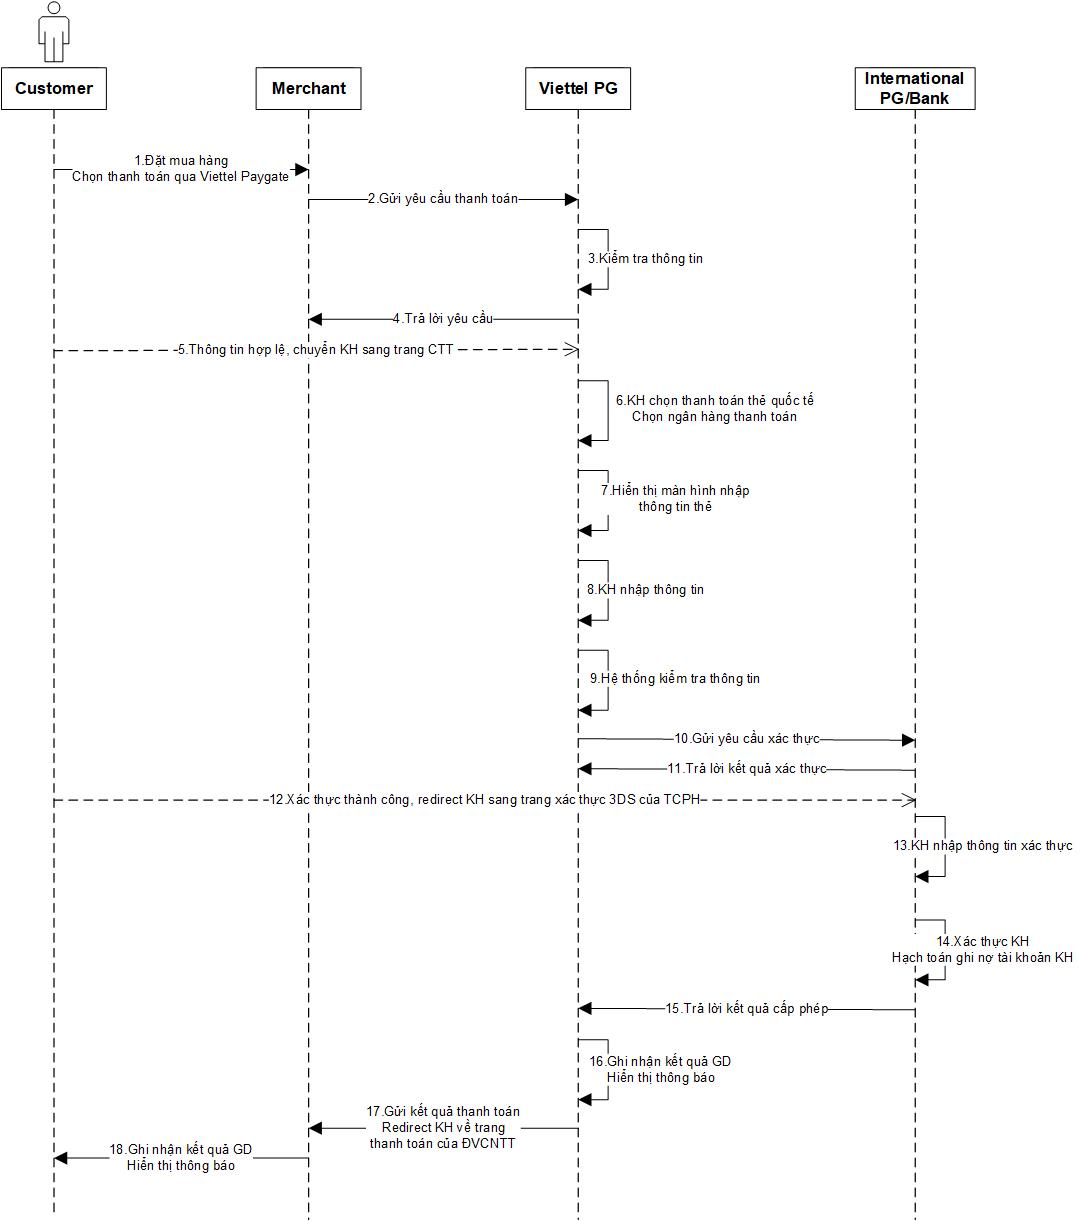 Customer
Merchant
Viettel PG
International
PG/Bank
1.Đặt mua hàng
Chọn thanh toán qua Viettel Paygate
2.Gửi yêu cầu thanh toán
3.Kiểm tra thông tin
4.Trả lời yêu cầu
5.Thông tin hợp lệ, chuyển KH sang trang CTT
6.KH chọn thanh toán thẻ quốc tế
Chọn ngân hàng thanh toán
7.Hiển thị màn hình nhập
thông tin thẻ
8.KH nhập thông tin
9.Hệ thống kiểm tra thông tin
10.Gửi yêu cầu xác thực
11.Trả lời kết quả xác thực
12.Xác thực thành công, redirect KH sang trang xác thực 3DS của TCPH
13.KH nhập thông tin xác thực
14.Xác thực KH
Hạch toán ghi nợ tài khoản KH
15.Trả lời kết quả cấp phép
16.Ghi nhận kết quả GD
Hiển thị thông báo
17.Gửi kết quả thanh toán
Redirect KH về trang
thanh toán của ĐVCNTT
18.Ghi nhận kết quả GD
Hiển thị thông báo